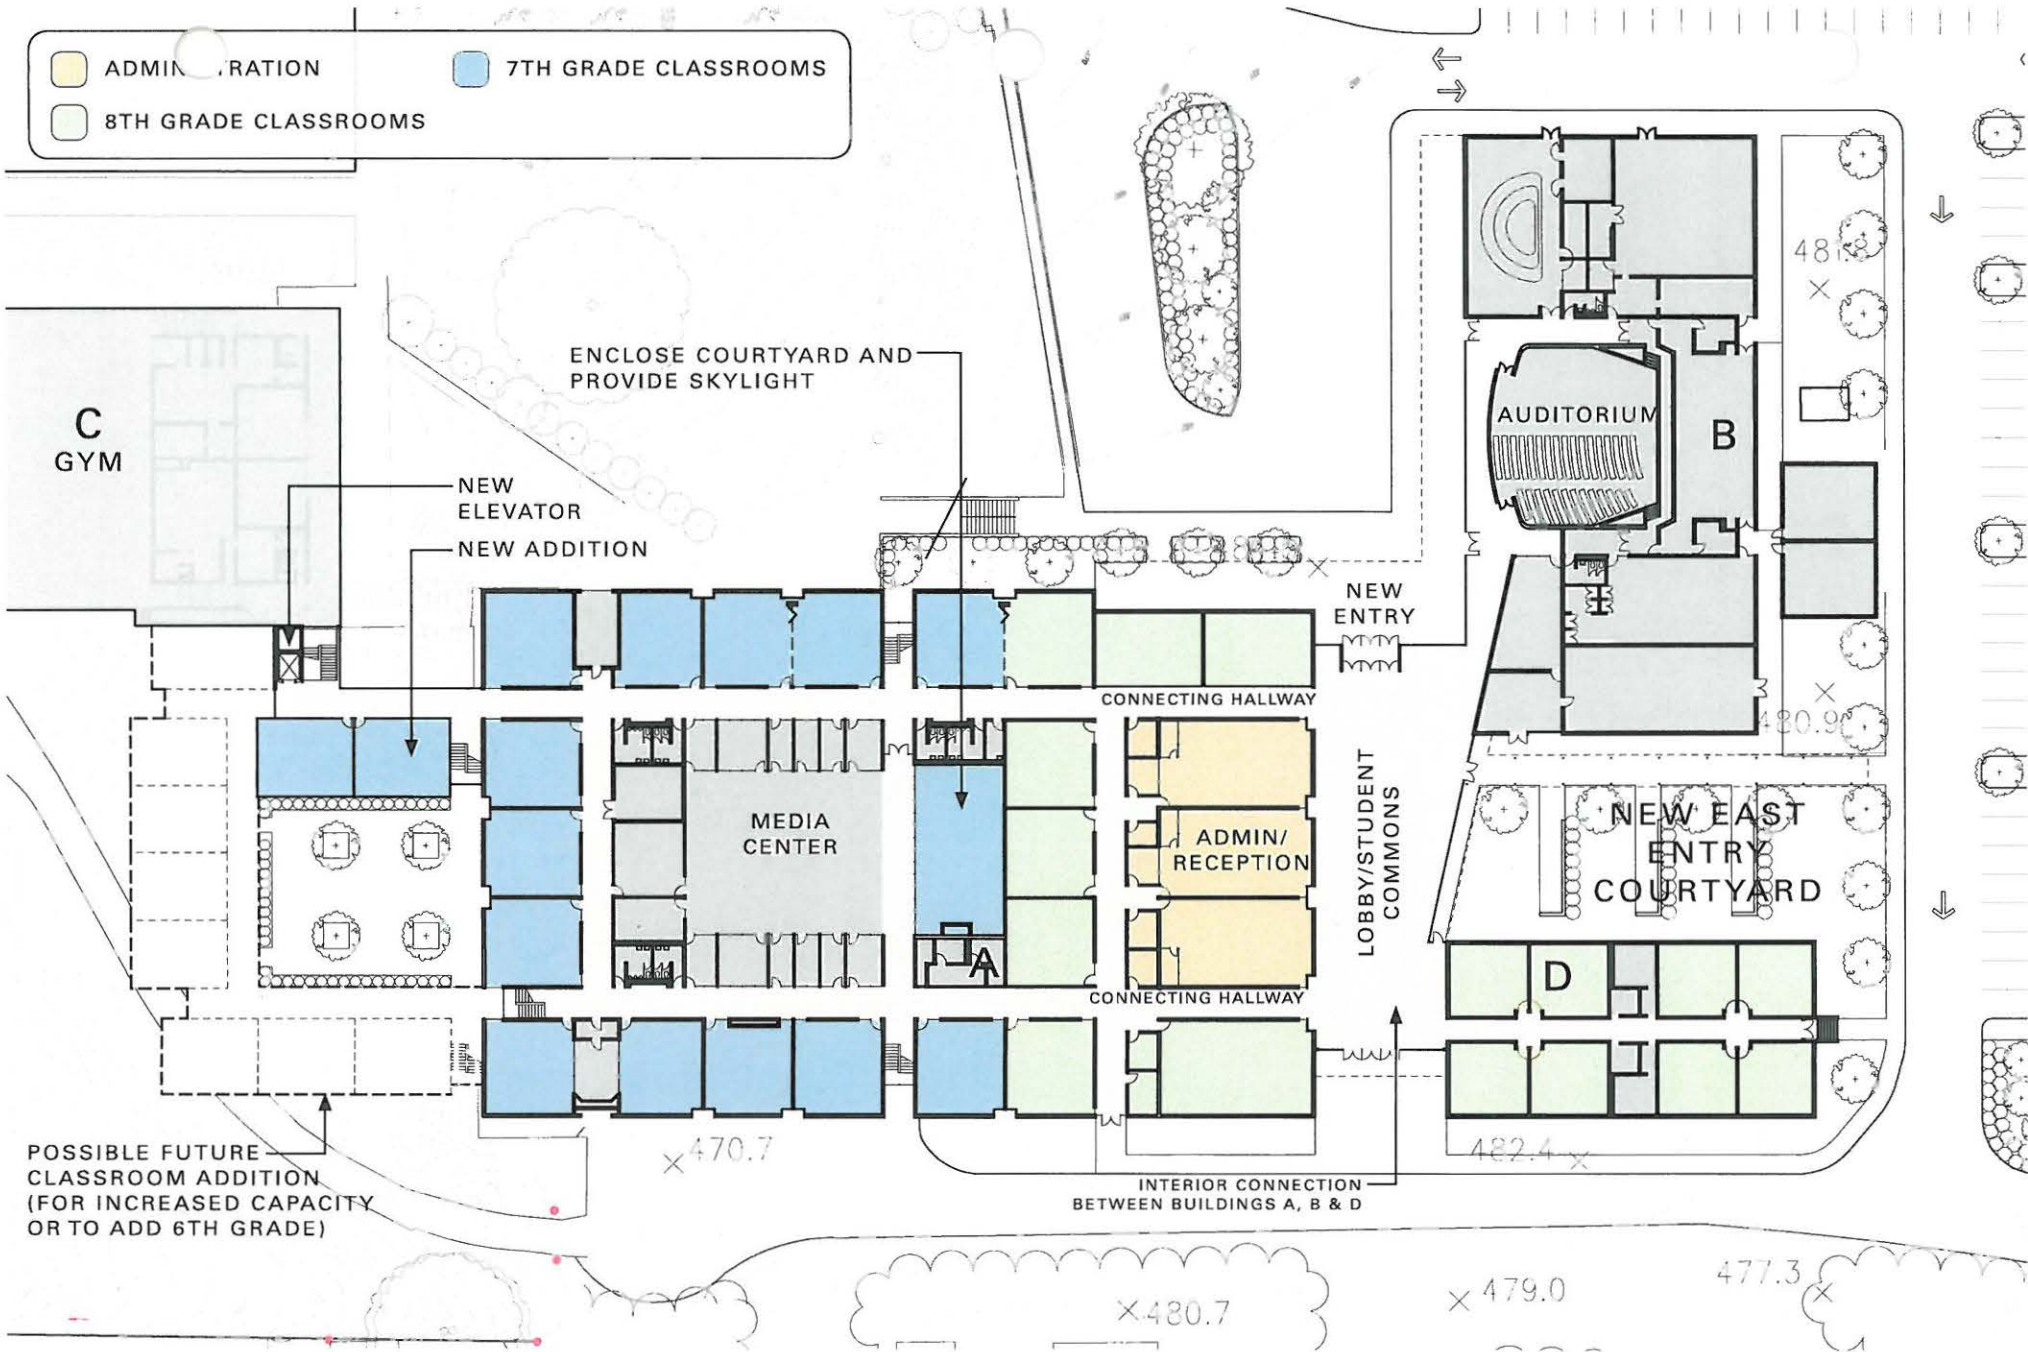 ADMIN TRATION
7TH GRADE CLASSROOMS
8TH GRADE CLASSROOMS
481.8
ENCLOSE COURTYARD AND
PROVIDE SKYLIGHT
C
GYM
AUDITORIUM
B
NEW
ELEVATOR
NEW ADDITION
NEW
ENTRY
CONNECTING HALLWAY
480.9
MEDIA
CENTER
ADMIN/
RECEPTION
LOBBY/STUDENT
COMMONS
NEW EAST
ENTRY
COURTYARD
A
D
CONNECTING HALLWAY
POSSIBLE FUTURE
CLASSROOM ADDITION
(FOR INCREASED CAPACITY
OR TO ADD 6TH GRADE)
470.7
482.4
INTERIOR CONNECTION
BETWEEN BUILDINGS A, B & D
480.7
479.0
477.3